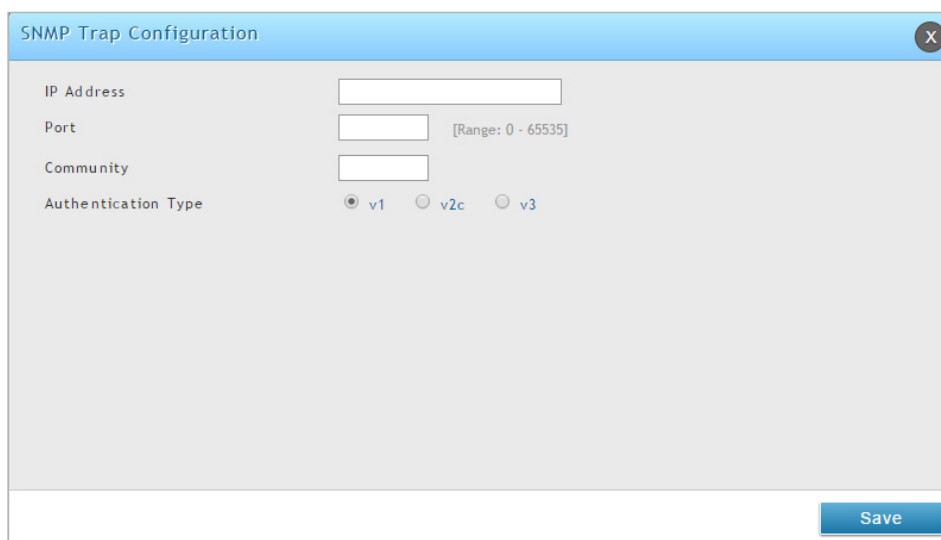 SNMP Trap Configuration
X
IP Address
Port [Range: 0 - 65535]
Community
Authentication Type v1 v2c v3
Save